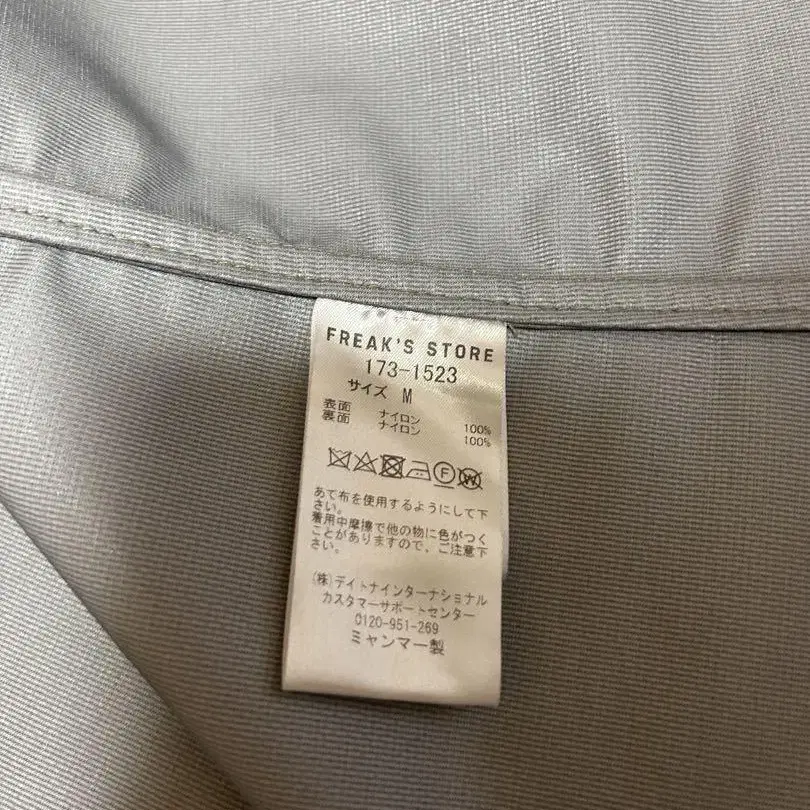 FREAK'S STORE
173-1523
サイズ M
表面 ナイロン 100%
裏面 ナイロン 100%
F W
あて布を使用するようにして下
さい。
着用中摩擦で他の物に色がつく
ことがありますので、ご注意下
さい。
(株)デイトナインターナショナル
カスタマーサポートセンター
0120-951-269
ミャンマー製